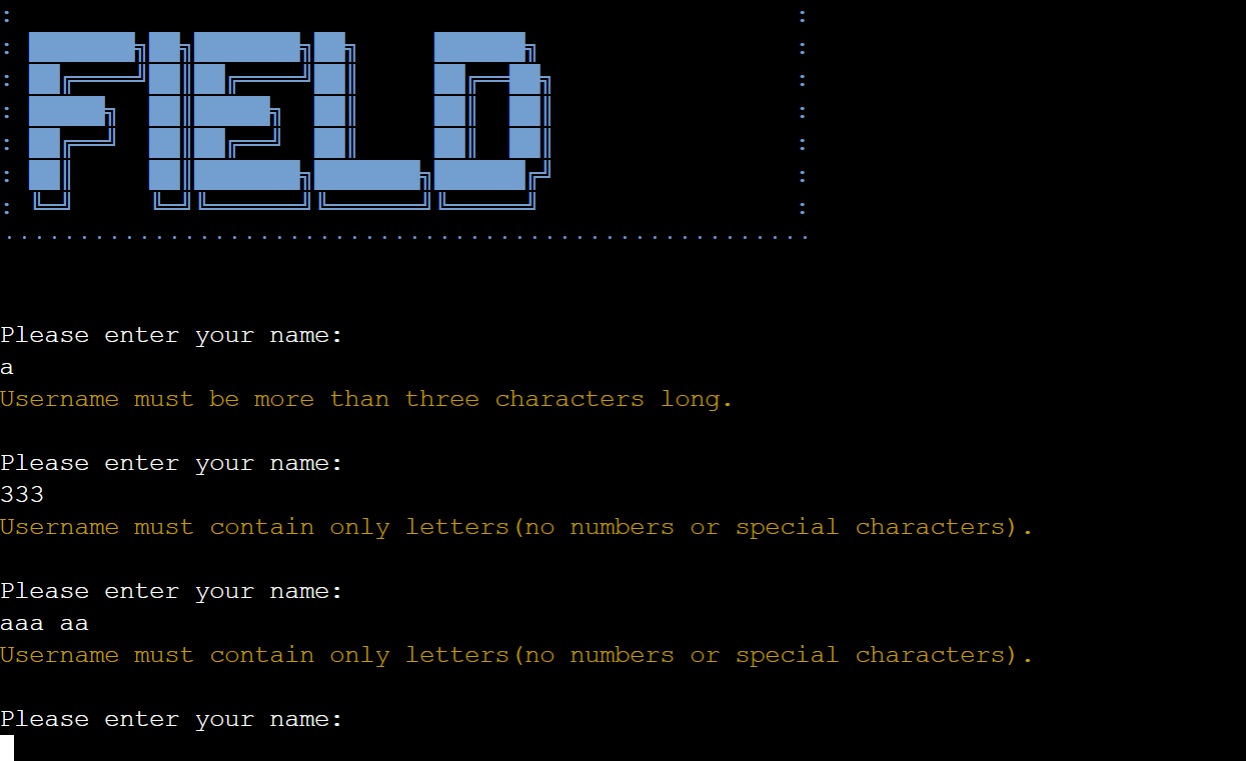 FIELD
Please enter your name:
a
Username must be more than three characters long.
Please enter your name:
333
Username must contain only letters(no numbers or special characters).
Please enter your name:
aaa aa
Username must contain only letters(no numbers or special characters).
Please enter your name: